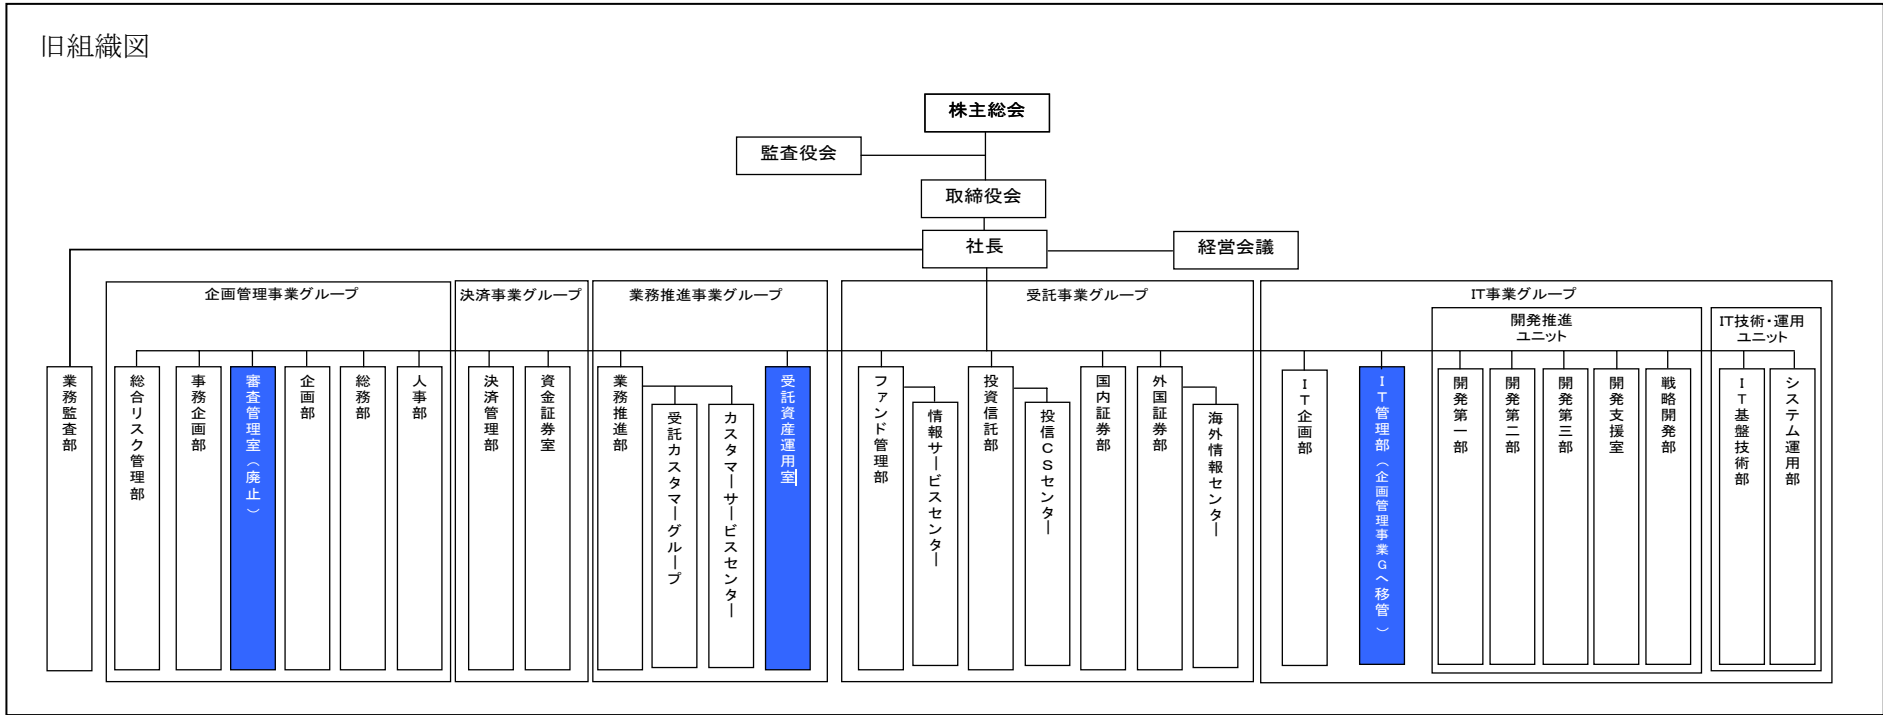 旧組織図
株主総会
監査役会
取締役会
社長
経営会議
企画管理事業グループ
決済事業グループ
業務推進事業グループ
受託事業グループ
IT事業グループ
開発推進
ユニット
IT技術・運用
ユニット
業務監査部
総合リスク管理部
事務企画部
審査管理室（廃止）
企画部
総務部
人事部
決済管理部
資金証券室
業務推進部
受託カスタマーグループ
カスタマーサービスセンター
受託資産運用室
ファンド管理部
情報サービスセンター
投資信託部
投信CSセンター
国内証券部
外国証券部
海外情報センター
IT企画部
IT管理部（企画管理事業Gへ移管）
開発第一部
開発第二部
開発第三部
開発支援室
戦略開発部
IT基盤技術部
システム運用部